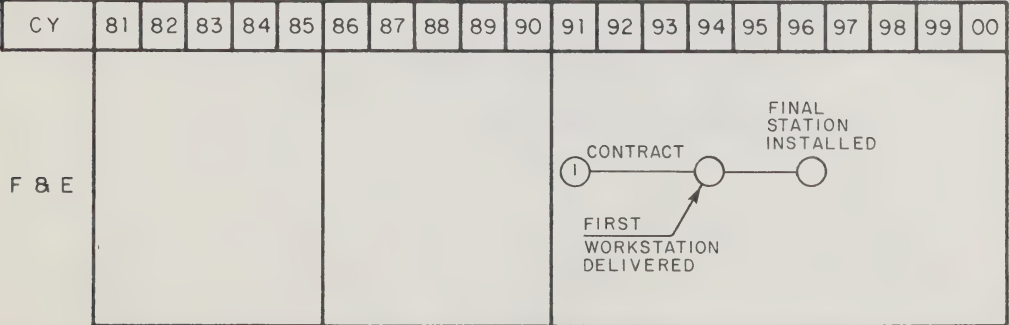 CY 81 82 83 84 85 86 87 88 89 90 91 92 93 94 95 96 97 98 99 00
FINAL
STATION
INSTALLED
CONTRACT
1
F & E
FIRST
WORKSTATION
DELIVERED